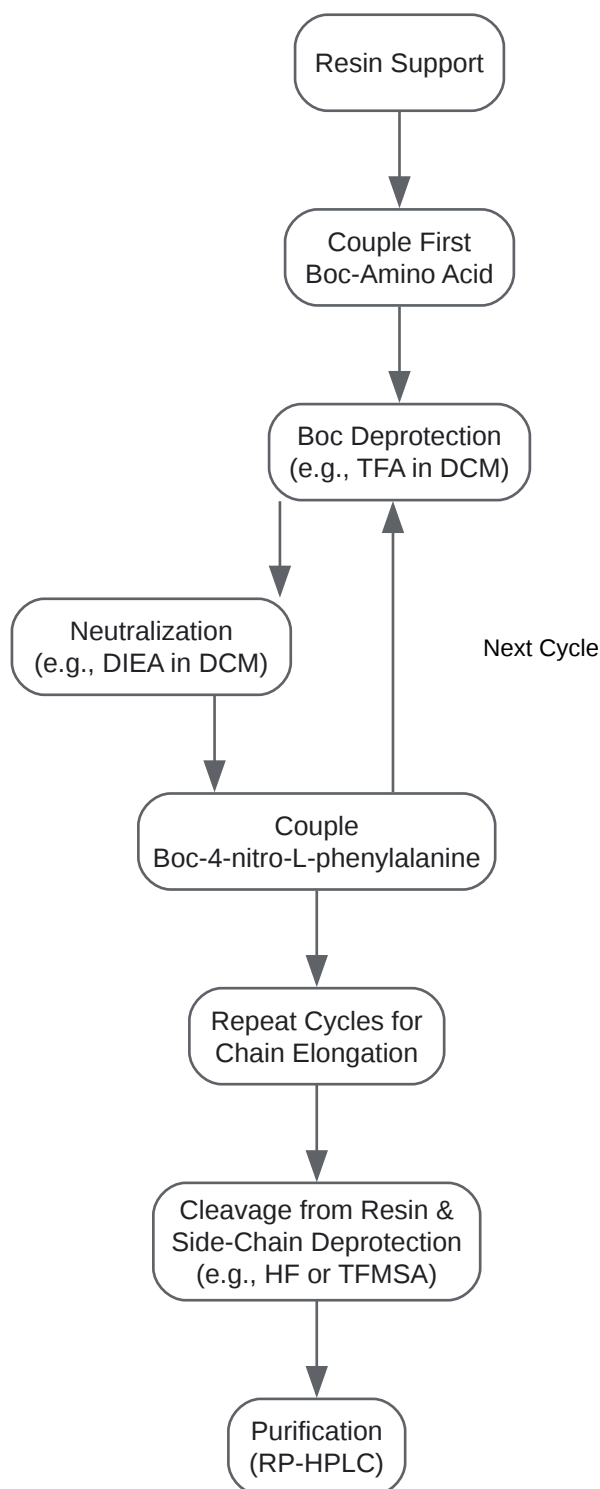 Resin Support
Couple First
Boc-Amino Acid
Boc Deprotection
(e.g., TFA in DCM)
Neutralization
(e.g., DIEA in DCM)
Next Cycle
Couple
Boc-4-nitro-L-phenylalanine
Repeat Cycles for
Chain Elongation
Cleavage from Resin &
Side-Chain Deprotection
(e.g., HF or TFMSA)
Purification
(RP-HPLC)